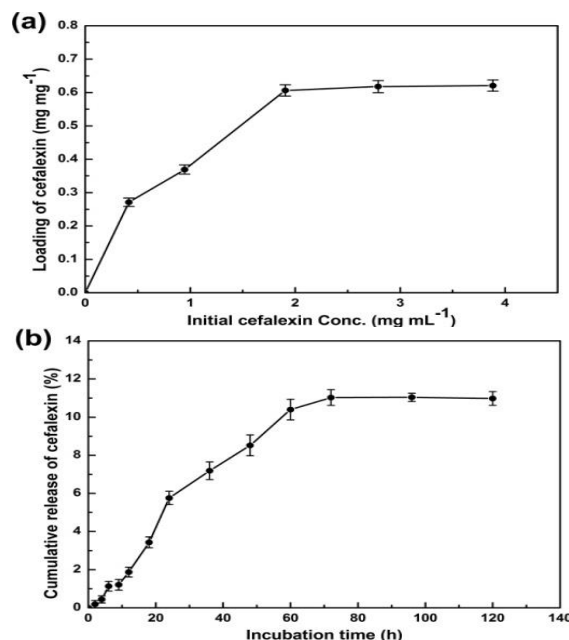 (a)
0.8
0.7
0.6
0.5
0.4
0.3
0.2
0.1
0.0
Loading of cefalexin (mg mg⁻¹)
0 1 2 3 4
Initial cefalexin Conc. (mg mL⁻¹)
(b)
14
12
10
8
6
4
2
0
Cumulative release of cefalexin (%)
0 20 40 60 80 100 120 140
Incubation time (h)